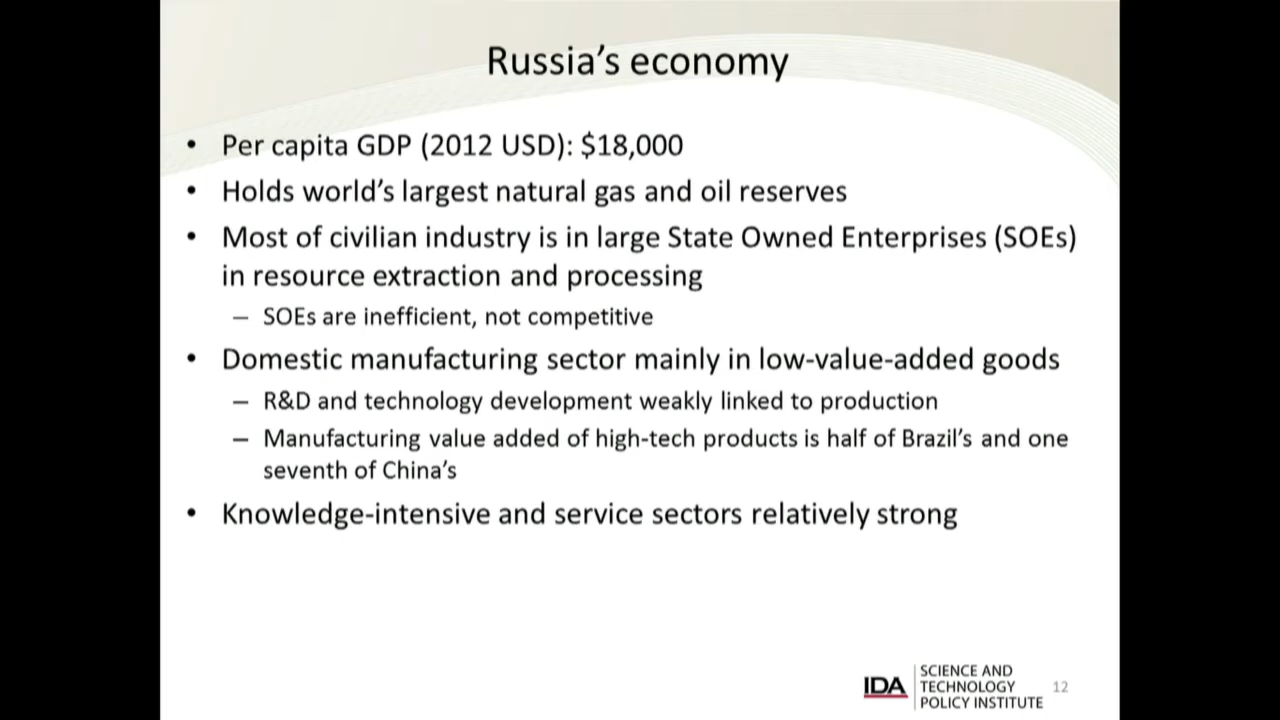 Russia's economy
• Per capita GDP (2012 USD): $18,000
• Holds world's largest natural gas and oil reserves
• Most of civilian industry is in large State Owned Enterprises (SOEs)
in resource extraction and processing
– SOEs are inefficient, not competitive
• Domestic manufacturing sector mainly in low-value-added goods
– R&D and technology development weakly linked to production
– Manufacturing value added of high-tech products is half of Brazil's and one
seventh of China's
• Knowledge-intensive and service sectors relatively strong
IDA
SCIENCE AND
TECHNOLOGY
POLICY INSTITUTE
12